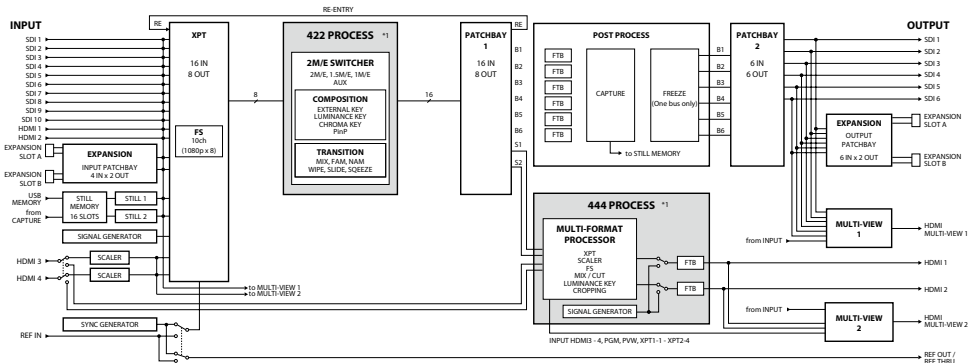 RE-ENTRY
INPUT
SDI 1
SDI 2
SDI 3
SDI 4
SDI 5
SDI 6
SDI 7
SDI 8
SDI 9
SDI 10
HDMI 1
HDMI 2
EXPANSION
SLOT A
EXPANSION
SLOT B
USB
MEMORY
from
CAPTURE
HDMI 3
HDMI 4
REF IN
EXPANSION
INPUT PATCHBAY
4 IN x 2 OUT
STILL
MEMORY
16 SLOTS
STILL 1
STILL 2
SIGNAL GENERATOR
SCALER
SCALER
SYNC GENERATOR
RE
XPT
16 IN
8 OUT
FS
10ch
(1080p x 8)
to MULTI-VIEW 1
to MULTI-VIEW 2
8
422 PROCESS *1
2M/E SWITCHER
2M/E, 1.5M/E, 1M/E
AUX
COMPOSITION
EXTERNAL KEY
LUMINANCE KEY
CHROMA KEY
PinP
TRANSITION
MIX, FAM, NAM
WIPE, SLIDE, SQEEZE
16
PATCHBAY
1
RE
16 IN
8 OUT
B1
B2
B3
B4
B5
B6
S1
S2
POST PROCESS
FTB
FTB
FTB
FTB
FTB
FTB
CAPTURE
to STILL MEMORY
FREEZE
(One bus only)
B1
B2
B3
B4
B5
B6
PATCHBAY
2
6 IN
6 OUT
444 PROCESS *1
MULTI-FORMAT
PROCESSOR
XPT
SCALER
FS
MIX / CUT
LUMINANCE KEY
CROPPING
SIGNAL GENERATOR
FTB
FTB
INPUT HDMI3 - 4, PGM, PVW, XPT1-1 - XPT2-4
OUTPUT
SDI 1
SDI 2
SDI 3
SDI 4
SDI 5
SDI 6
EXPANSION
OUTPUT
PATCHBAY
6 IN x 2 OUT
EXPANSION
SLOT A
EXPANSION
SLOT B
from INPUT
MULTI-VIEW
1
HDMI
MULTI-VIEW 1
HDMI 1
HDMI 2
from INPUT
MULTI-VIEW
2
HDMI
MULTI-VIEW 2
REF OUT /
REF THRU